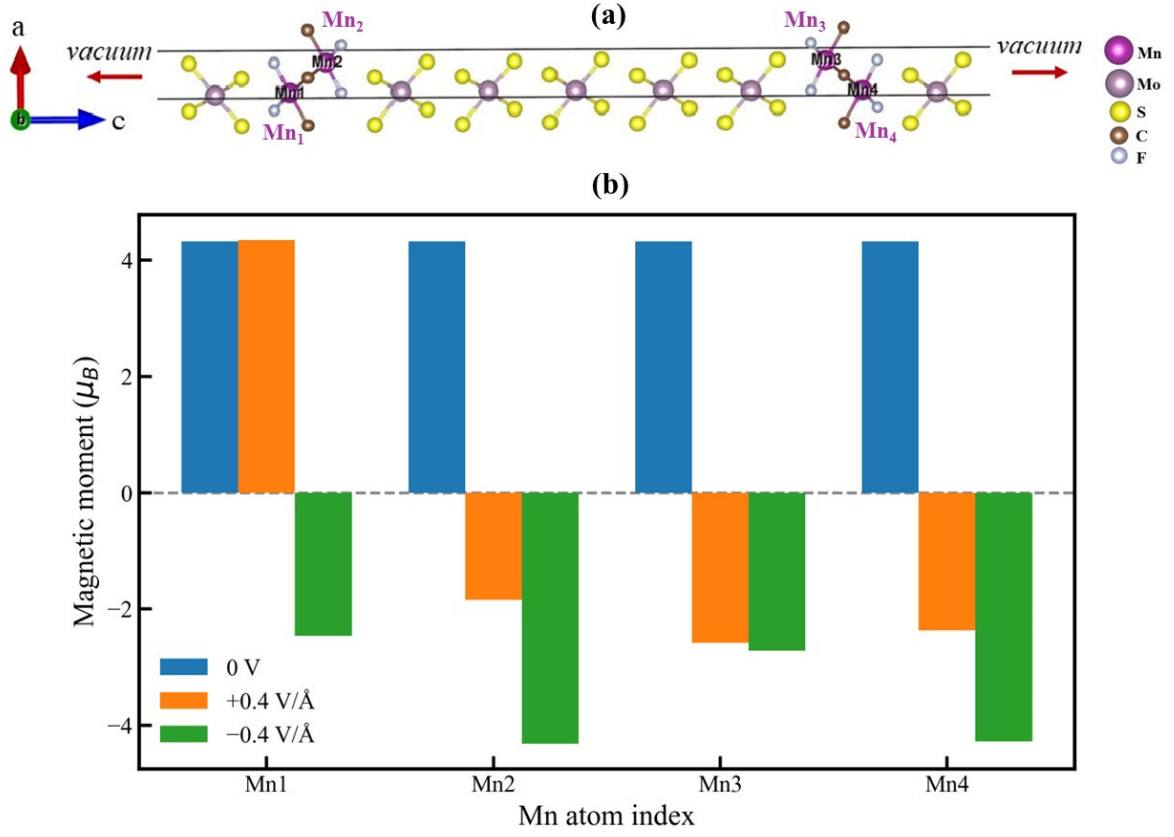 (a)
a
vacuum
Mn₂
Mn₃
vacuum
Mn2
Mn3
Mn1
Mn4
b
c
Mn₁
Mn₄
Mn
Mo
S
C
F
(b)
Magnetic moment (μ_B)
4
2
0
−2
−4
0 V
+0.4 V/Å
−0.4 V/Å
Mn1 Mn2 Mn3 Mn4
Mn atom index